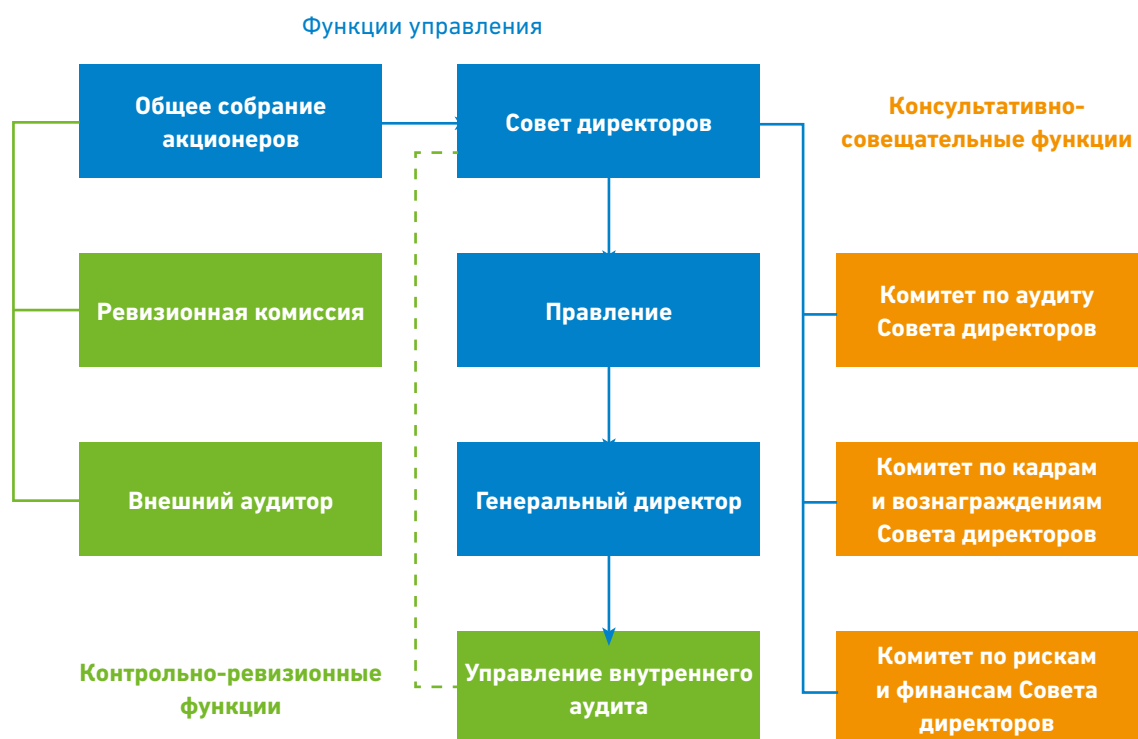 Функции управления
Общее собрание
акционеров
Совет директоров
Консультативно-
совещательные функции
Ревизионная комиссия
Правление
Комитет по аудиту
Совета директоров
Внешний аудитор
Генеральный директор
Комитет по кадрам
и вознаграждениям
Совета директоров
Контрольно-ревизионные
функции
Управление внутреннего
аудита
Комитет по рискам
и финансам Совета
директоров